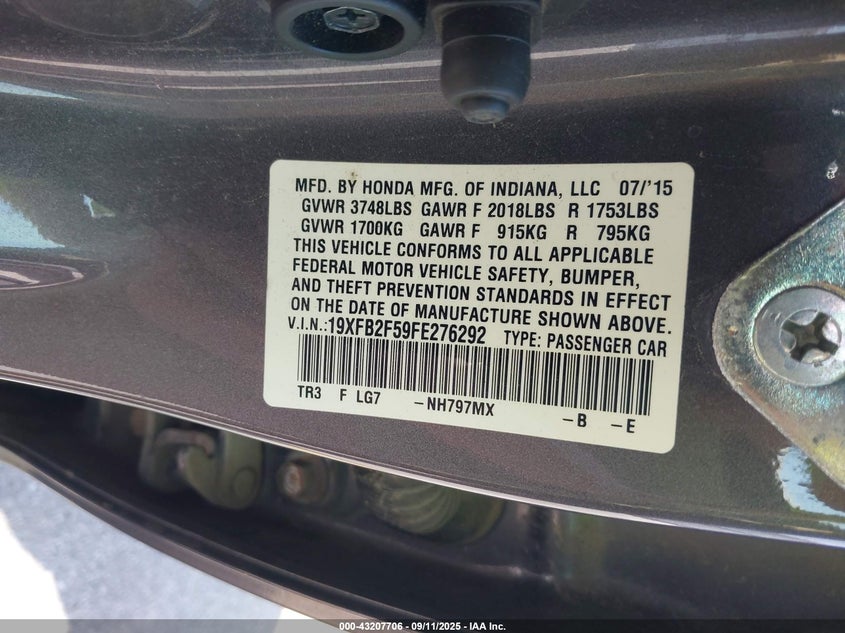 MFD. BY HONDA MFG. OF INDIANA, LLC 07/'15
GVWR 3748LBS GAWR F 2018LBS R 1753LBS
GVWR 1700KG GAWR F 915KG R 795KG
THIS VEHICLE CONFORMS TO ALL APPLICABLE
FEDERAL MOTOR VEHICLE SAFETY, BUMPER,
AND THEFT PREVENTION STANDARDS IN EFFECT
ON THE DATE OF MANUFACTURE SHOWN ABOVE.
V.I.N.:19XFB2F59FE276292 TYPE: PASSENGER CAR
TR3 F LG7 -NH797MX -B -E
000-43207706 - 09/11/2025 - IAA Inc.